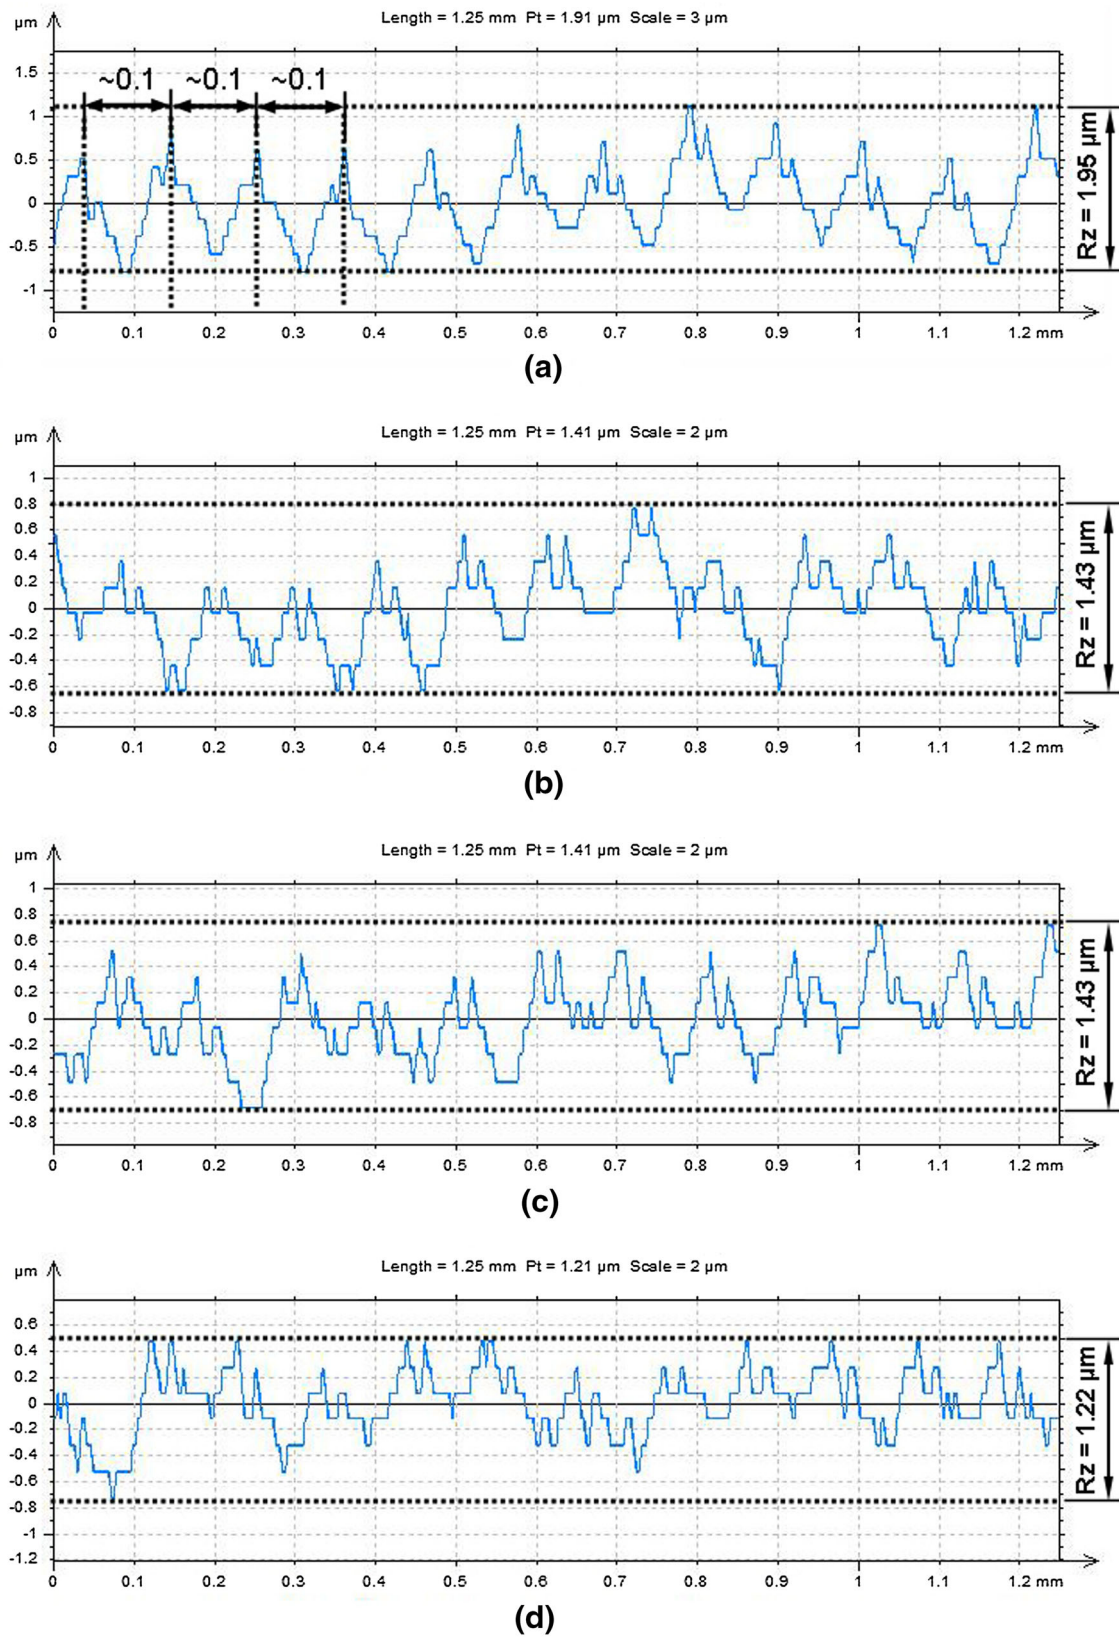 Length = 1.25 mm  Pt = 1.91 µm  Scale = 3 µm
µm
~0.1 ~0.1 ~0.1
1.5
1
0.5
0
-0.5
-1
Rz = 1.95 µm
0 0.1 0.2 0.3 0.4 0.5 0.6 0.7 0.8 0.9 1 1.1 1.2 mm
(a)
Length = 1.25 mm  Pt = 1.41 µm  Scale = 2 µm
µm
1
0.8
0.6
0.4
0.2
0
-0.2
-0.4
-0.6
-0.8
Rz = 1.43 µm
0 0.1 0.2 0.3 0.4 0.5 0.6 0.7 0.8 0.9 1 1.1 1.2 mm
(b)
Length = 1.25 mm  Pt = 1.41 µm  Scale = 2 µm
µm
1
0.8
0.6
0.4
0.2
0
-0.2
-0.4
-0.6
-0.8
Rz = 1.43 µm
0 0.1 0.2 0.3 0.4 0.5 0.6 0.7 0.8 0.9 1 1.1 1.2 mm
(c)
Length = 1.25 mm  Pt = 1.21 µm  Scale = 2 µm
µm
0.6
0.4
0.2
0
-0.2
-0.4
-0.6
-0.8
-1
-1.2
Rz = 1.22 µm
0 0.1 0.2 0.3 0.4 0.5 0.6 0.7 0.8 0.9 1 1.1 1.2 mm
(d)